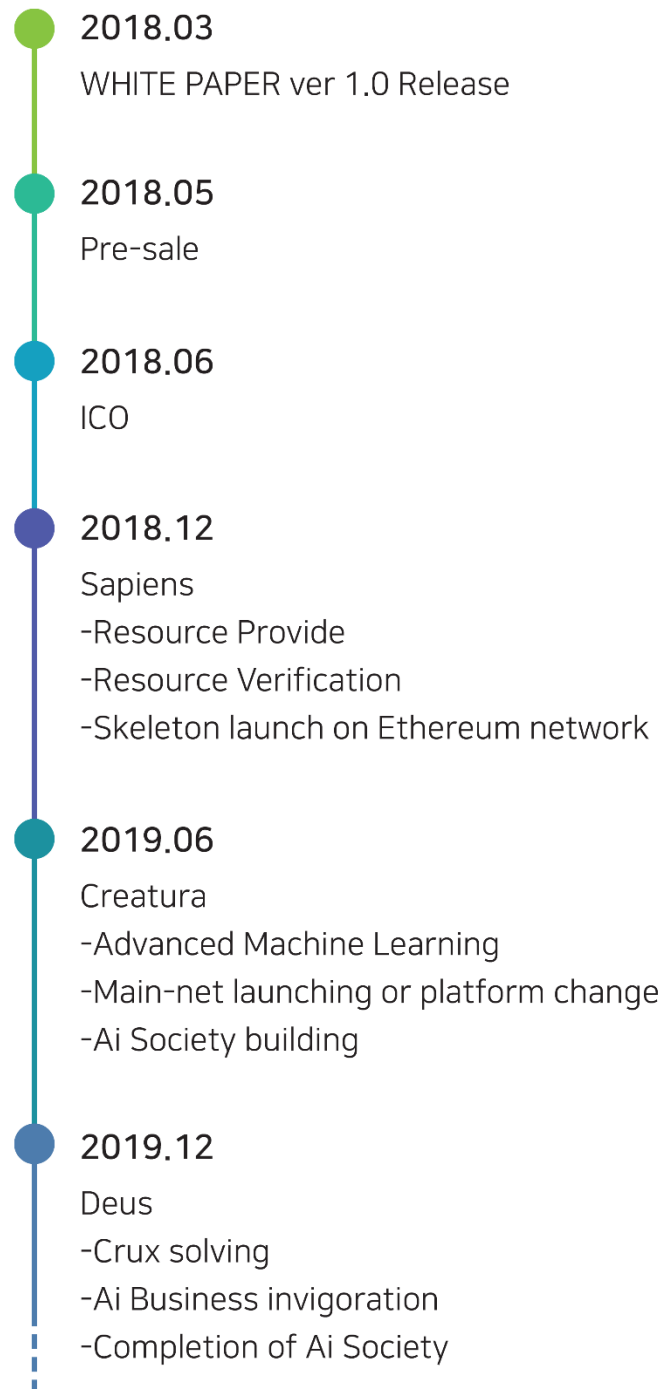 2018.03
WHITE PAPER ver 1.0 Release
2018.05
Pre-sale
2018.06
ICO
2018.12
Sapiens
-Resource Provide
-Resource Verification
-Skeleton launch on Ethereum network
2019.06
Creatura
-Advanced Machine Learning
-Main-net launching or platform change
-Ai Society building
2019.12
Deus
-Crux solving
-Ai Business invigoration
-Completion of Ai Society